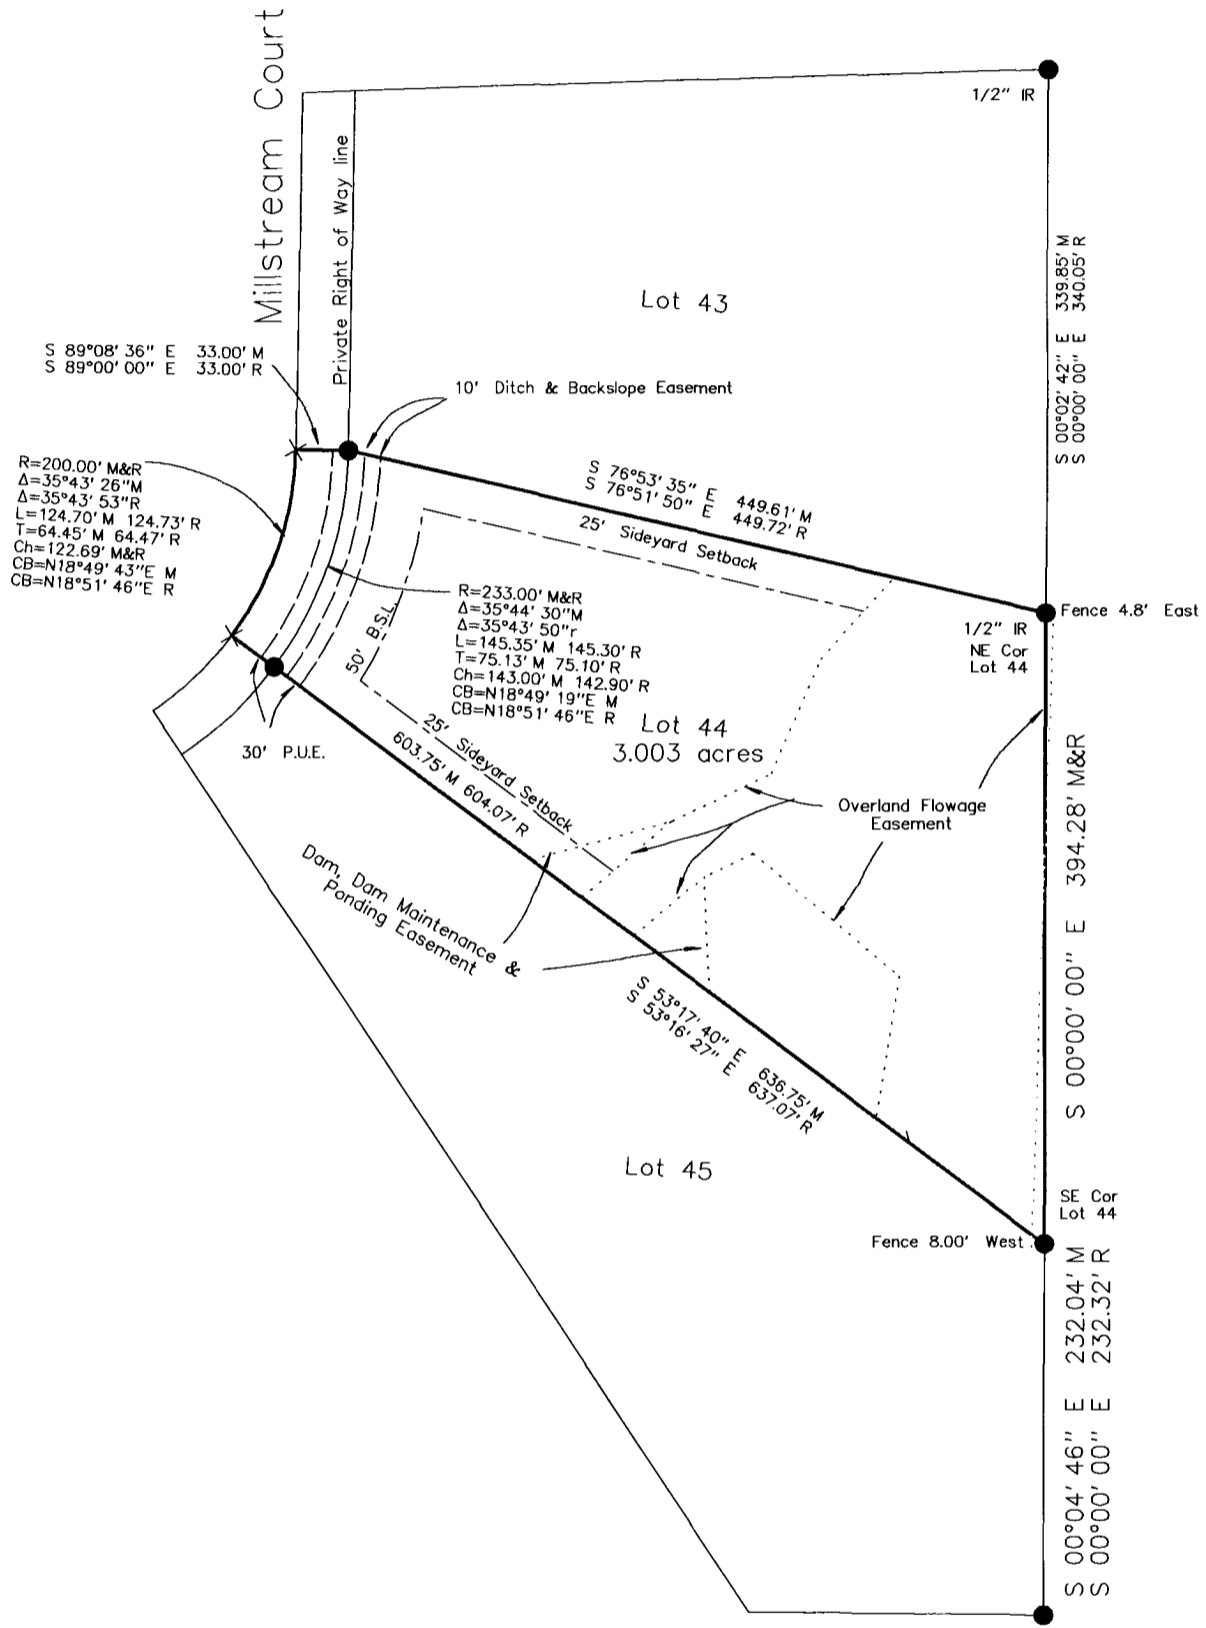 Millstream Court
1/2" IR
Private Right of Way line
S 00°02' 42" E 339.85' M
S 00°00' 00" E 340.05' R
Lot 43
S 89°08' 36" E 33.00' M
S 89°00' 00" E 33.00' R
10' Ditch & Backslope Easement
R=200.00' M&R
Δ=35°43' 26"M
Δ=35°43' 53"R
L=124.70' M 124.73' R
T=64.45' M 64.47' R
Ch=122.69' M&R
CB=N18°49' 43"E M
CB=N18°51' 46"E R
S 76°53' 35" E 449.61' M
S 76°51' 50" E 449.72' R
25' Sideyard Setback
R=233.00' M&R
Δ=35°44' 30"M
Δ=35°43' 50"r
L=145.35' M 145.30' R
T=75.13' M 75.10' R
Ch=143.00' M 142.90' R
CB=N18°49' 19"E M
CB=N18°51' 46"E R
50' B.S.L.
Fence 4.8' East
1/2" IR
NE Cor
Lot 44
Lot 44
3.003 acres
30' P.U.E.
25' Sideyard Setback
603.75' M 604.07' R
Overland Flowage
Easement
S 00°00' 00" E 394.28' M&R
Dam, Dam Maintenance &
Ponding Easement
S 53°17' 40" E 636.75' M
S 53°16' 27" E 637.07' R
Lot 45
SE Cor
Lot 44
Fence 8.00' West
S 00°04' 46" E 232.04' M
S 00°00' 00" E 232.32' R